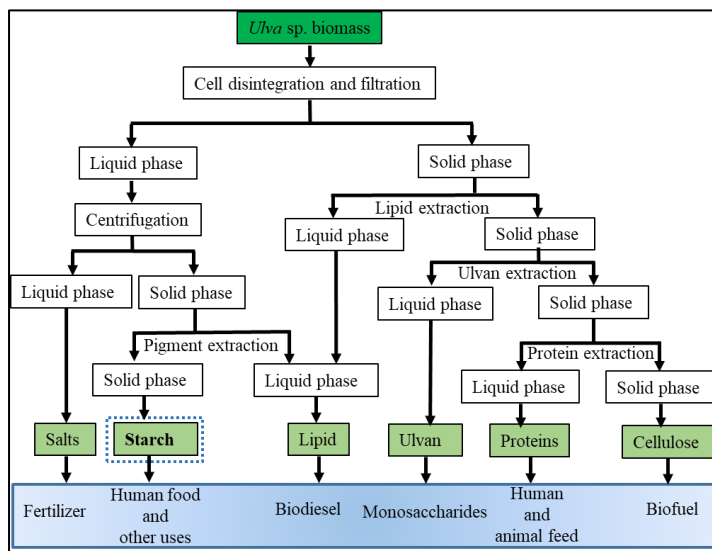 Ulva sp. biomass
Cell disintegration and filtration
Liquid phase
Solid phase
Lipid extraction
Centrifugation
Liquid phase
Solid phase
Ulvan extraction
Liquid phase
Solid phase
Liquid phase
Solid phase
Pigment extraction
Protein extraction
Solid phase
Liquid phase
Liquid phase
Solid phase
Salts
Starch
Lipid
Ulvan
Proteins
Cellulose
Fertilizer
Human food
and
other uses
Biodiesel
Monosaccharides
Human
and
animal feed
Biofuel